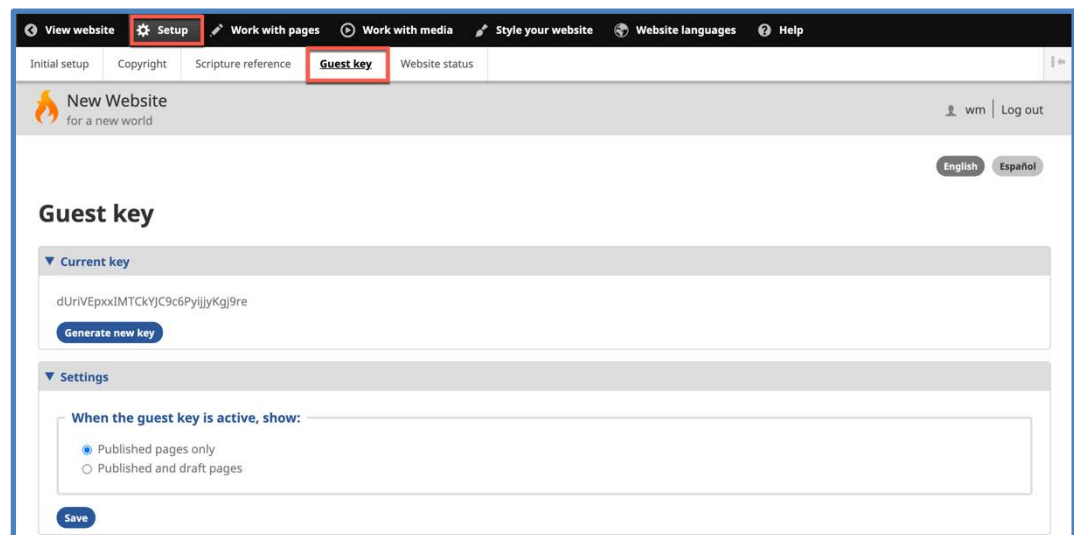 View website Setup Work with pages Work with media Style your website Website languages Help
Initial setup Copyright Scripture reference Guest key Website status
New Website
for a new world
wm Log out
English Español
Guest key
Current key
dUriVEpxxIMTCkYJC9c6PyijjyKgj9re
Generate new key
Settings
When the guest key is active, show:
Published pages only
Published and draft pages
Save